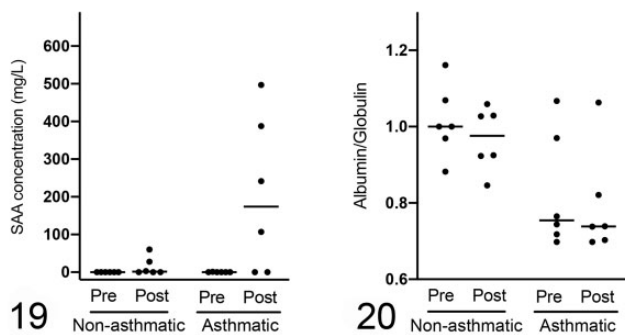 SAA concentration (mg/L)
600
500
400
300
200
100
0
Pre Post Pre Post
Non-asthmatic Asthmatic
19
Albumin/Globulin
1.2
1.0
0.8
0.6
Pre Post Pre Post
Non-asthmatic Asthmatic
20